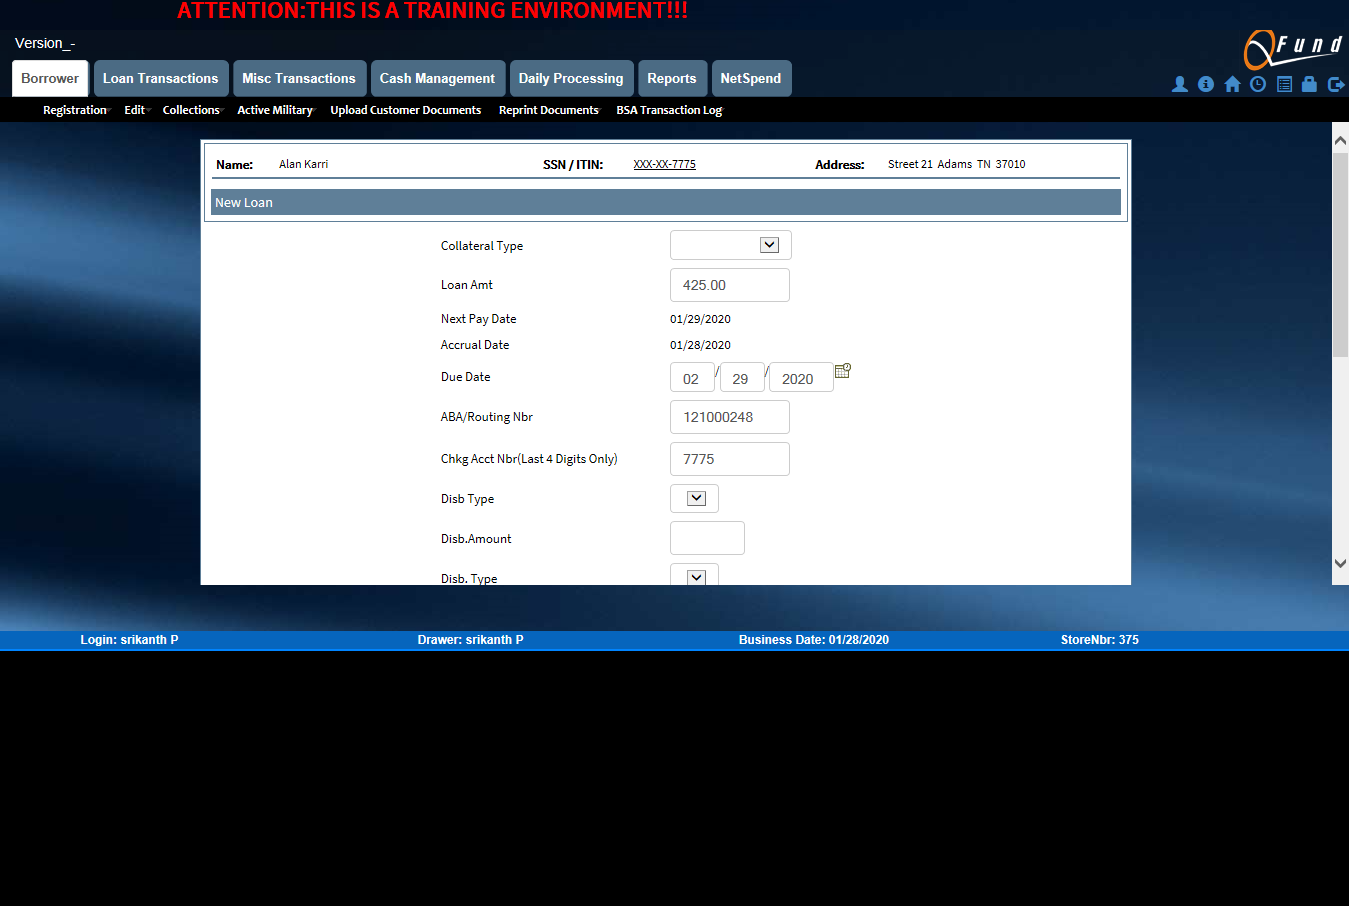 ATTENTION:THIS IS A TRAINING ENVIRONMENT!!!
Version_-
QFund
Borrower Loan Transactions Misc Transactions Cash Management Daily Processing Reports NetSpend
Registration Edit Collections Active Military Upload Customer Documents Reprint Documents BSA Transaction Log
Name: Alan Karri SSN / ITIN: XXX-XX-7775 Address: Street 21 Adams TN 37010
New Loan
Collateral Type
Loan Amt 425.00
Next Pay Date 01/29/2020
Accrual Date 01/28/2020
Due Date 02 / 29 / 2020
ABA/Routing Nbr 121000248
Chkg Acct Nbr(Last 4 Digits Only) 7775
Disb Type
Disb.Amount
Disb. Type
Login: srikanth P Drawer: srikanth P Business Date: 01/28/2020 StoreNbr: 375